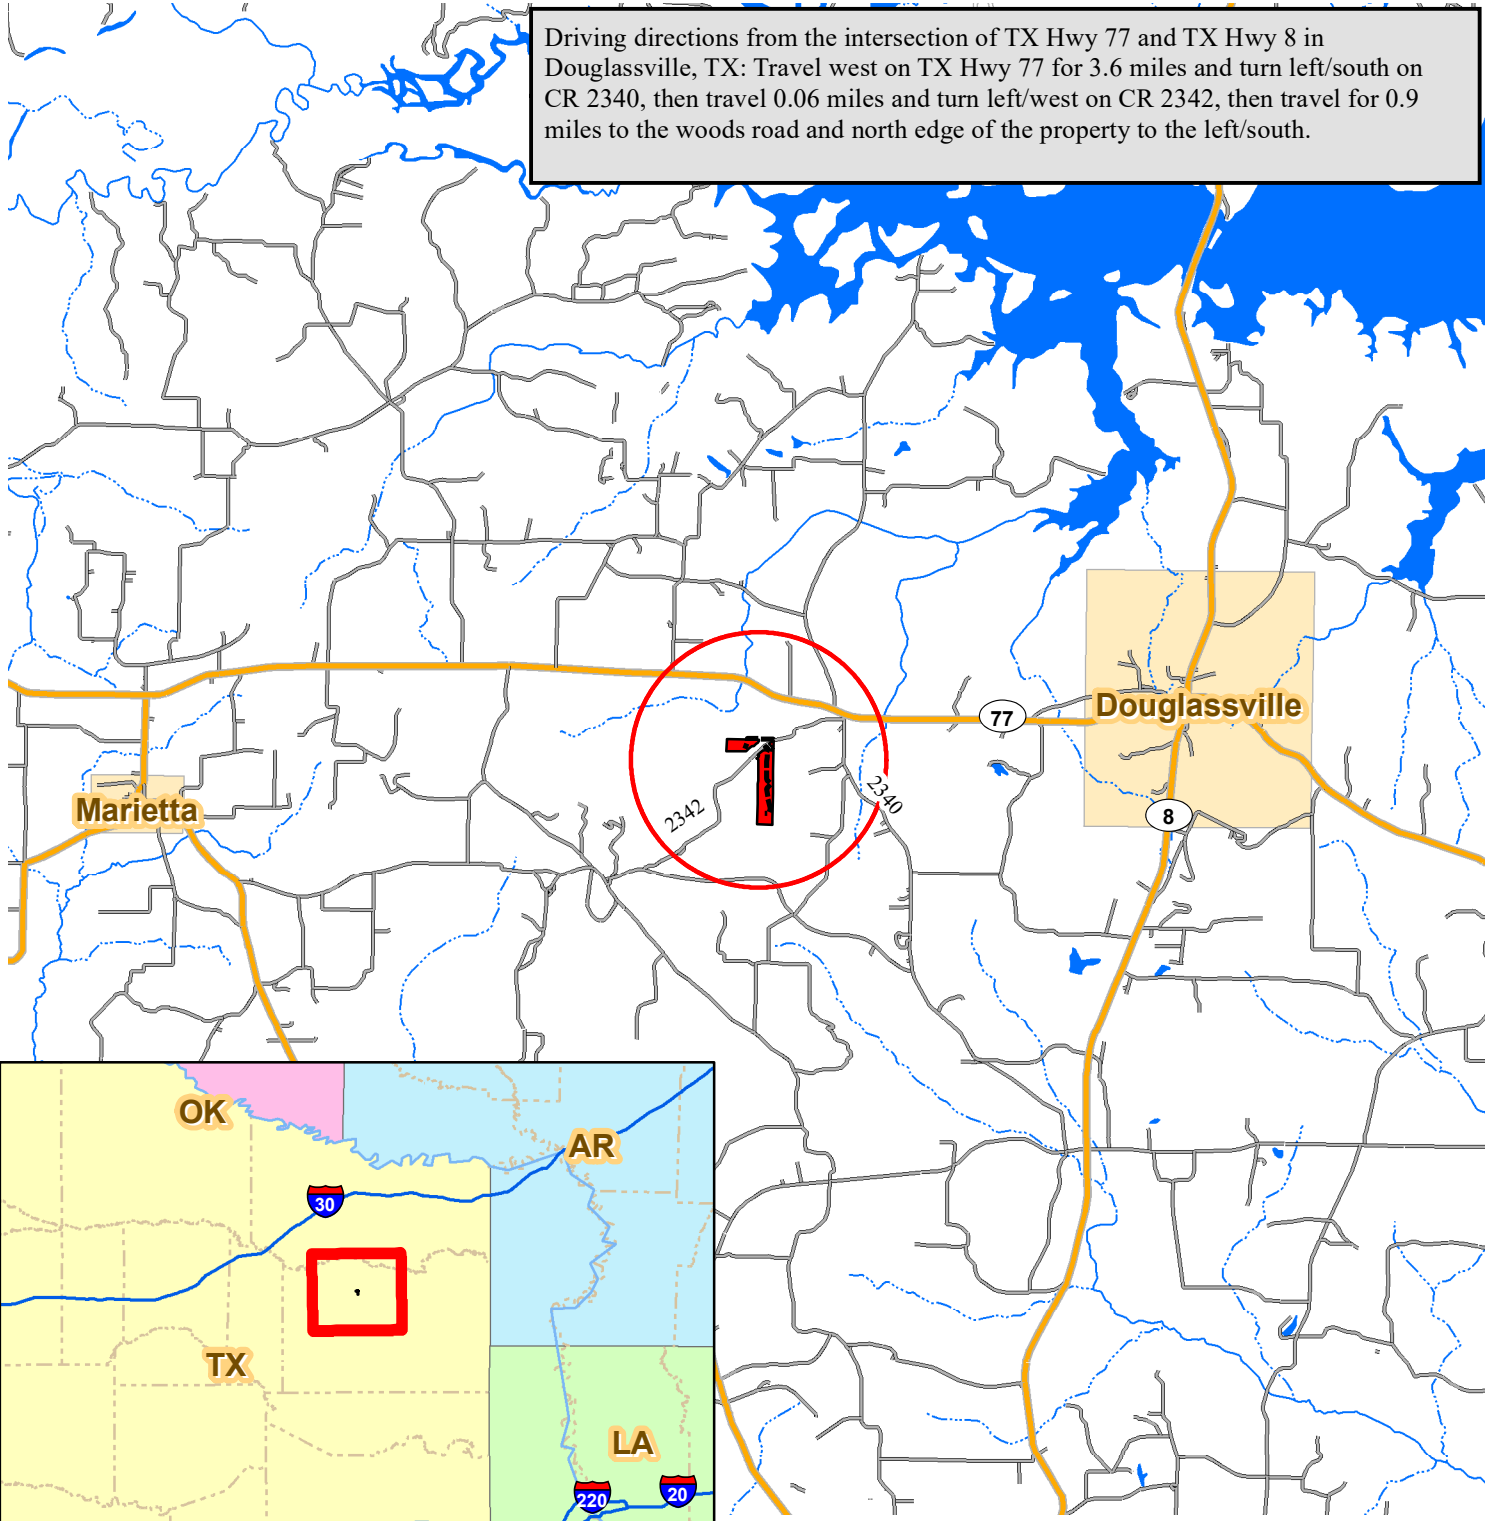 Driving directions from the intersection of TX Hwy 77 and TX Hwy 8 in
Douglassville, TX: Travel west on TX Hwy 77 for 3.6 miles and turn left/south on
CR 2340, then travel 0.06 miles and turn left/west on CR 2342, then travel for 0.9
miles to the woods road and north edge of the property to the left/south.
Douglassville
77
2340
2342
Marietta
8
OK
AR
30
TX
LA
220
20